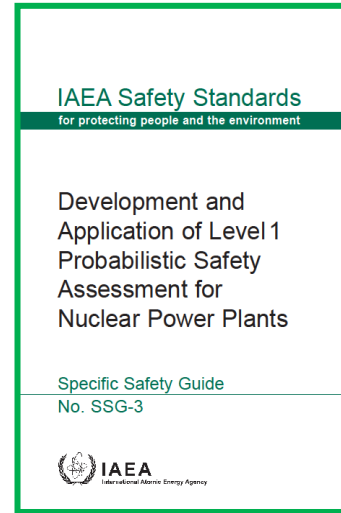 IAEA Safety Standards
for protecting people and the environment
Development and
Application of Level 1
Probabilistic Safety
Assessment for
Nuclear Power Plants
Specific Safety Guide
No. SSG-3
IAEA
International Atomic Energy Agency